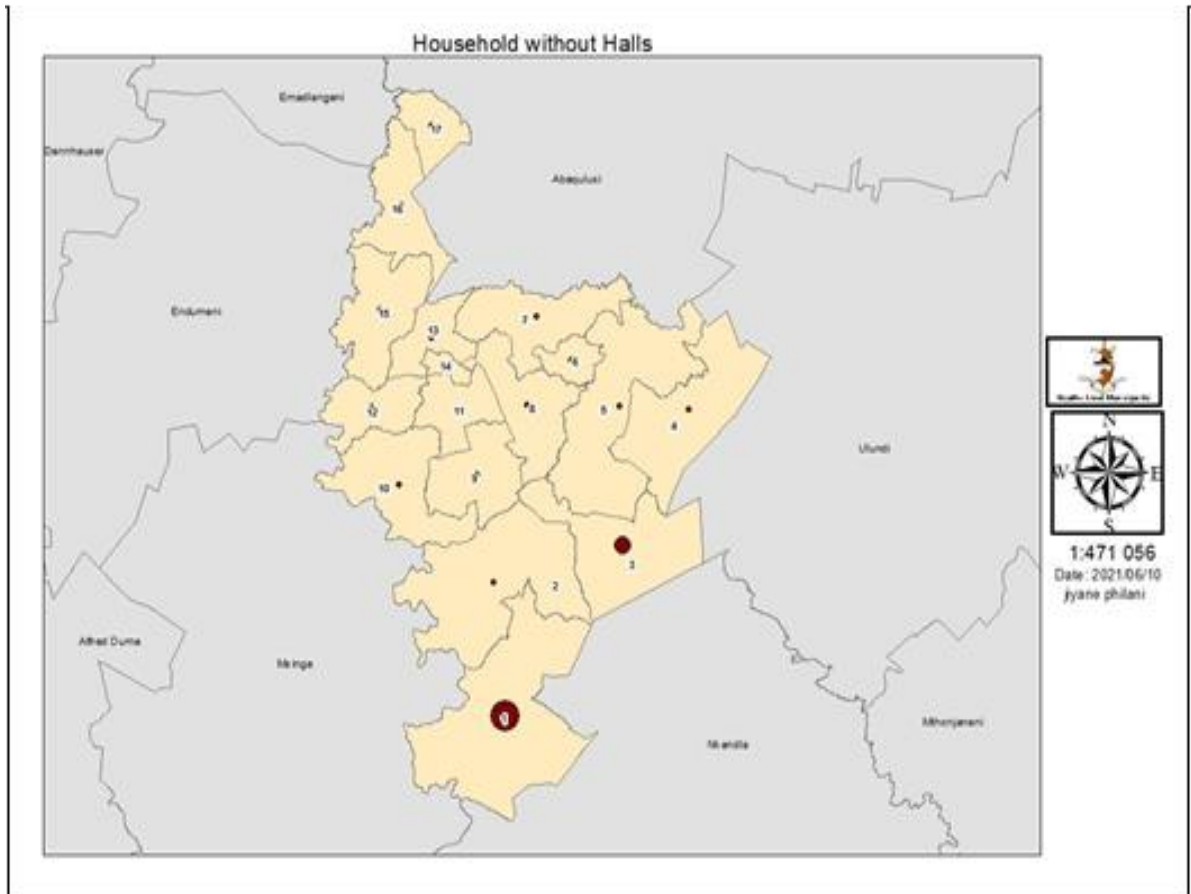 Household without Halls
Emadlangeni
17
Dannhauser
Abaqulusi
16
Endumeni
15
7
13
14
6
12
11
8
5
4
Ulundi
9
10
3
2
Alfred Duma
Msinga
1
Nkandla
Mthonjaneni
N
W
E
S
1:471 056
Date: 2021/06/10
jiyane philani